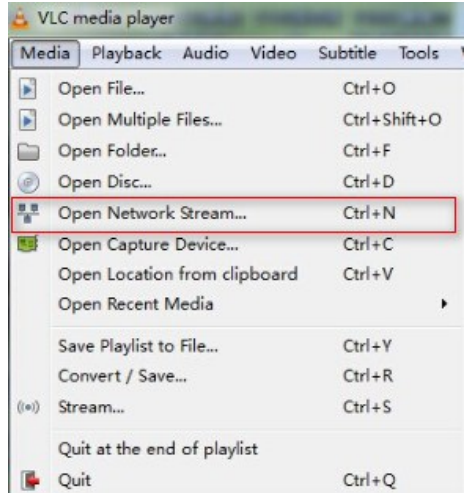 VLC media player
Media Playback Audio Video Subtitle Tools
Open File... Ctrl+O
Open Multiple Files... Ctrl+Shift+O
Open Folder... Ctrl+F
Open Disc... Ctrl+D
Open Network Stream... Ctrl+N
Open Capture Device... Ctrl+C
Open Location from clipboard Ctrl+V
Open Recent Media
Save Playlist to File... Ctrl+Y
Convert / Save... Ctrl+R
Stream... Ctrl+S
Quit at the end of playlist
Quit Ctrl+Q